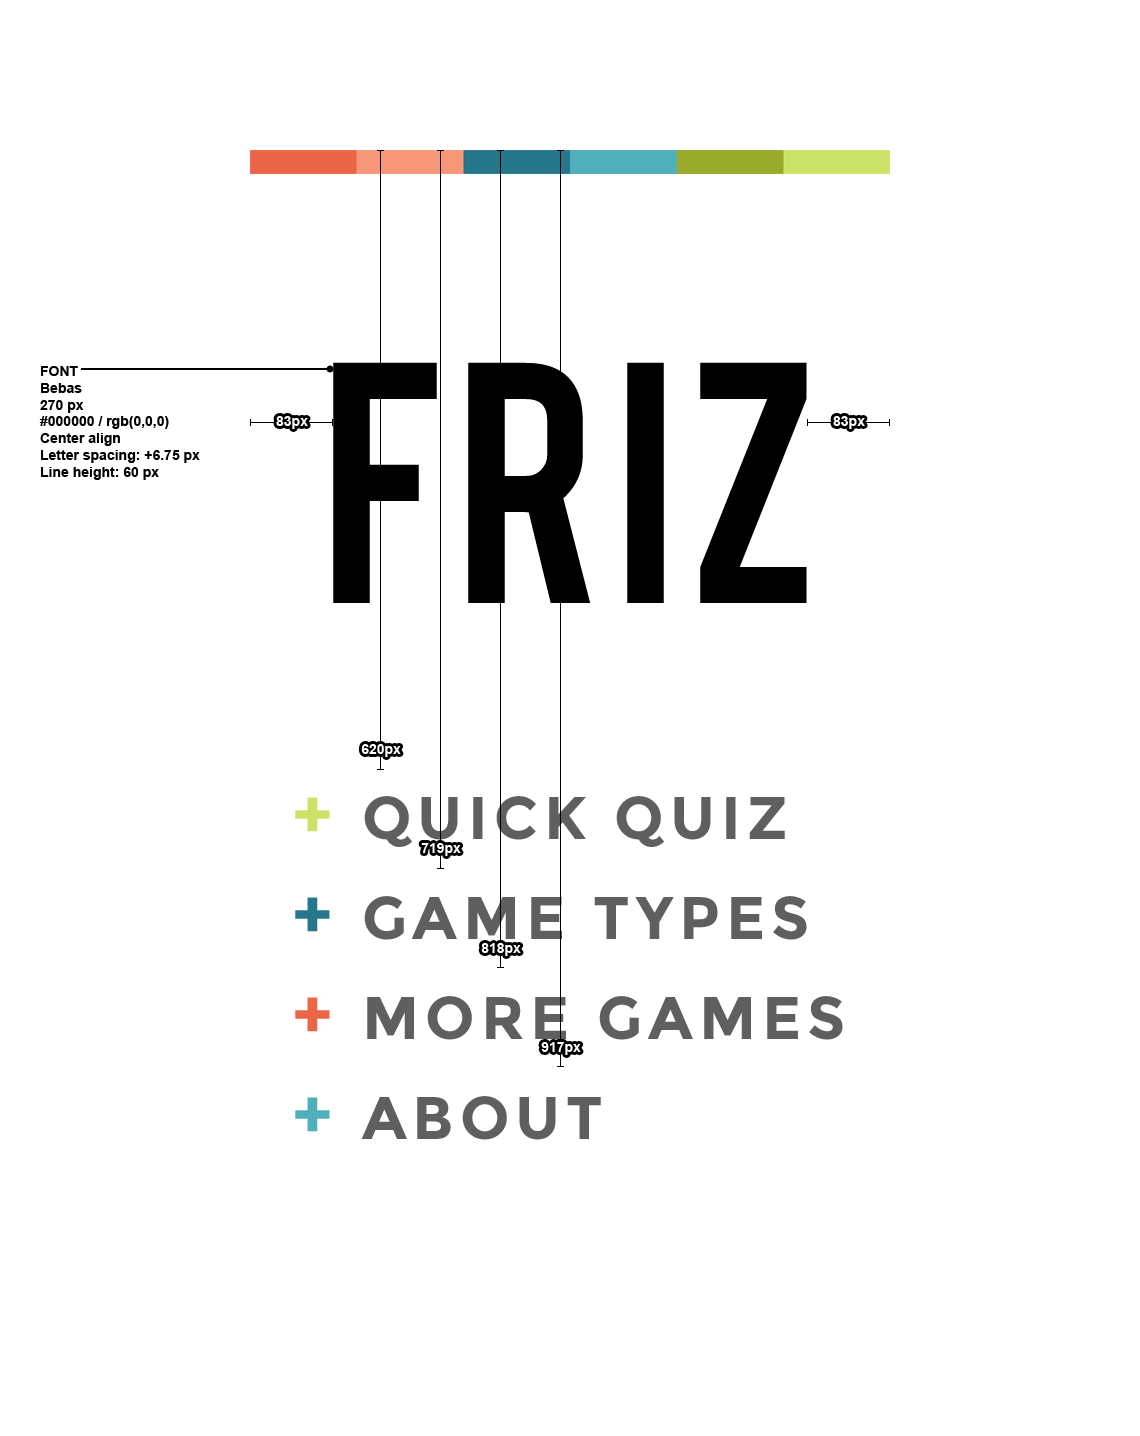 FONT
Bebas
270 px
#000000 / rgb(0,0,0)
Center align
Letter spacing: +6.75 px
Line height: 60 px
83px
FRIZ
83px
620px
+ QUICK QUIZ
719px
+ GAME TYPES
818px
+ MORE GAMES
917px
+ ABOUT